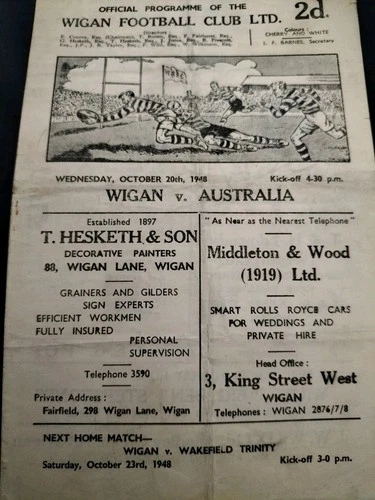 OFFICIAL PROGRAMME OF THE
WIGAN FOOTBALL CLUB LTD. 2d.
Directors
Colours:
CHERRY AND WHITE
J. F. BARNES, Secretary
WEDNESDAY, OCTOBER 20th, 1948 Kick-off 4-30 p.m.
WIGAN v. AUSTRALIA
Established 1897
T. HESKETH & SON
DECORATIVE PAINTERS
88, WIGAN LANE, WIGAN
GRAINERS AND GILDERS
SIGN EXPERTS
EFFICIENT WORKMEN
FULLY INSURED
PERSONAL
SUPERVISION
Telephone 3590
Private Address :
Fairfield, 298 Wigan Lane, Wigan
"As Near as the Nearest Telephone"
Middleton & Wood
(1919) Ltd.
SMART ROLLS ROYCE CARS
FOR WEDDINGS AND
PRIVATE HIRE
Head Office :
3, King Street West
WIGAN
Telephones : WIGAN 2876/7/8
NEXT HOME MATCH—
WIGAN v. WAKEFIELD TRINITY
Saturday, October 23rd, 1948 Kick-off 3-0 p.m.